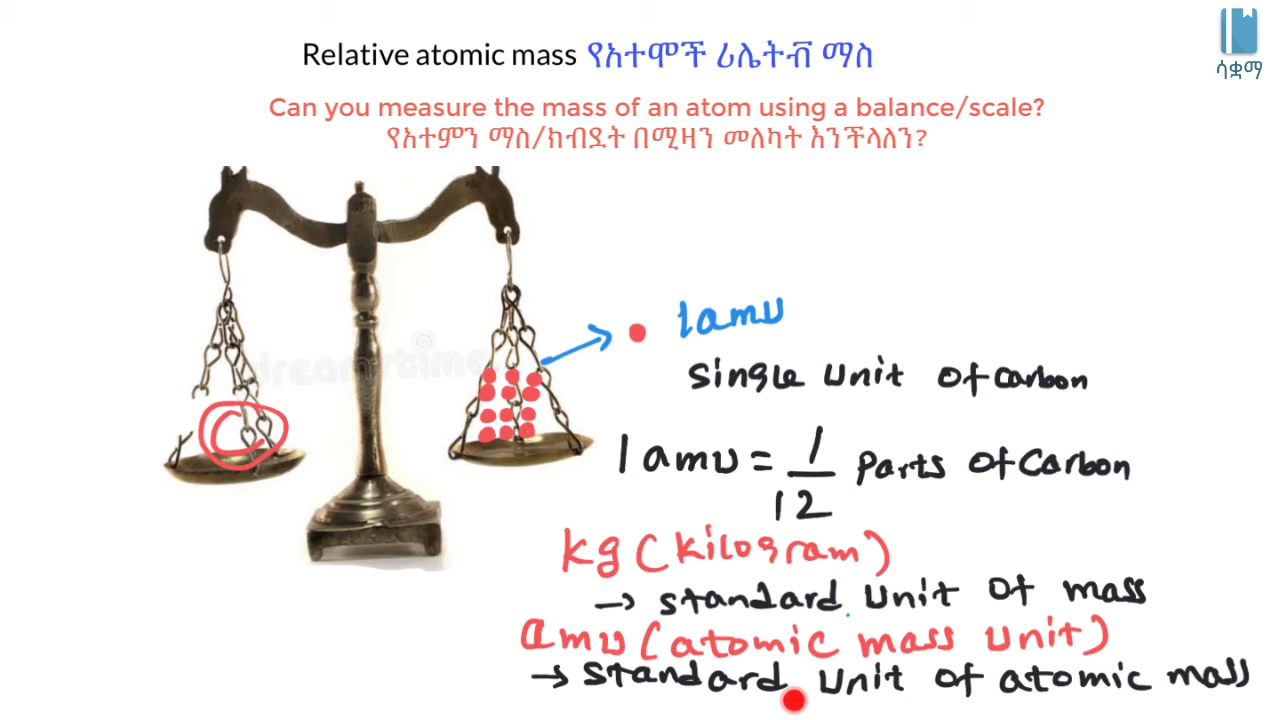 ሳቋማ
Relative atomic mass የአተሞች ሪሌትቭ ማስ
Can you measure the mass of an atom using a balance/scale?
የአተምን ማስ/ክብደት በሚዛን መለካት እንችላለን?
dreamstime.
C
1amu
single unit of carbon
1 amu = 1/12 parts of carbon
kg (kilogram)
→ standard unit of mass
amu (atomic mass unit)
→ standard unit of atomic mass